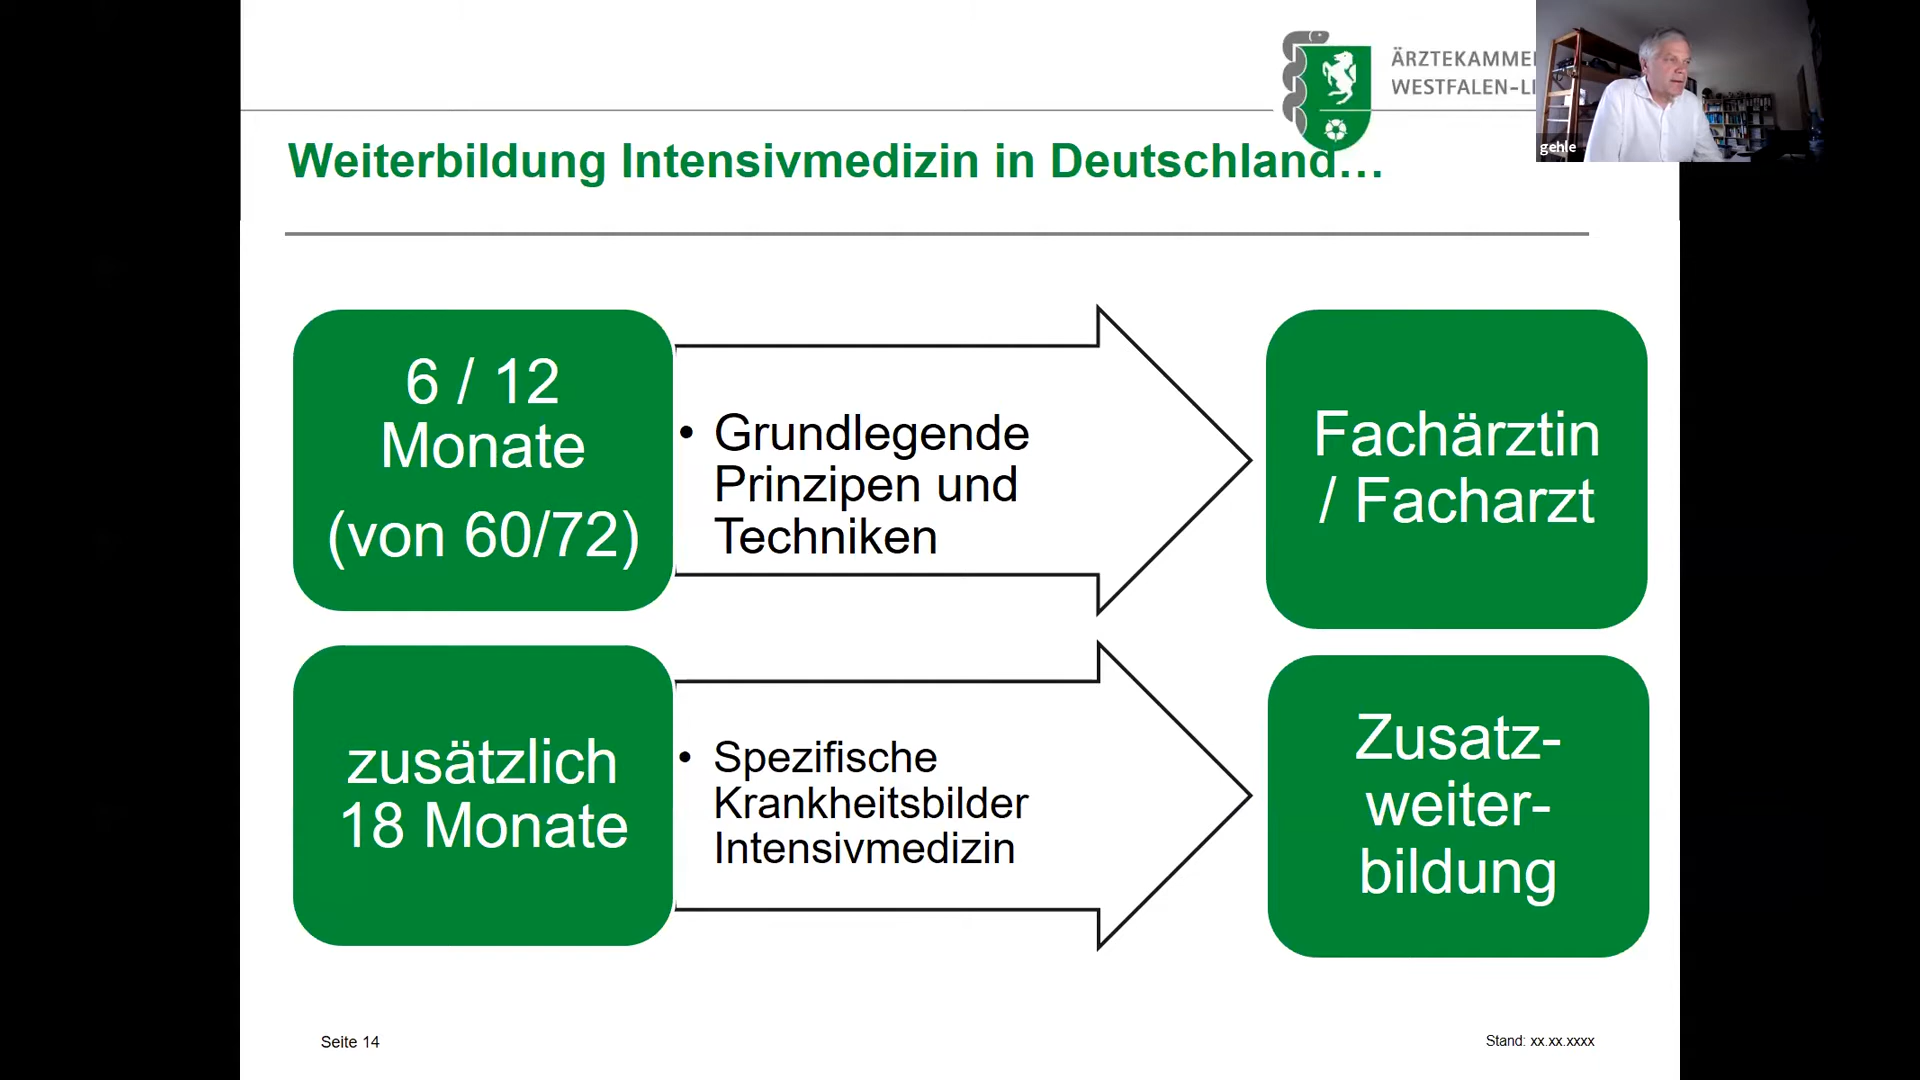 ÄRZTEKAMME
WESTFALEN-LI
gehle
Weiterbildung Intensivmedizin in Deutschland…
6 / 12
Monate
(von 60/72)
• Grundlegende
Prinzipen und
Techniken
Fachärztin
/ Facharzt
zusätzlich
18 Monate
• Spezifische
Krankheitsbilder
Intensivmedizin
Zusatz-
weiter-
bildung
Seite 14
Stand: xx.xx.xxxx